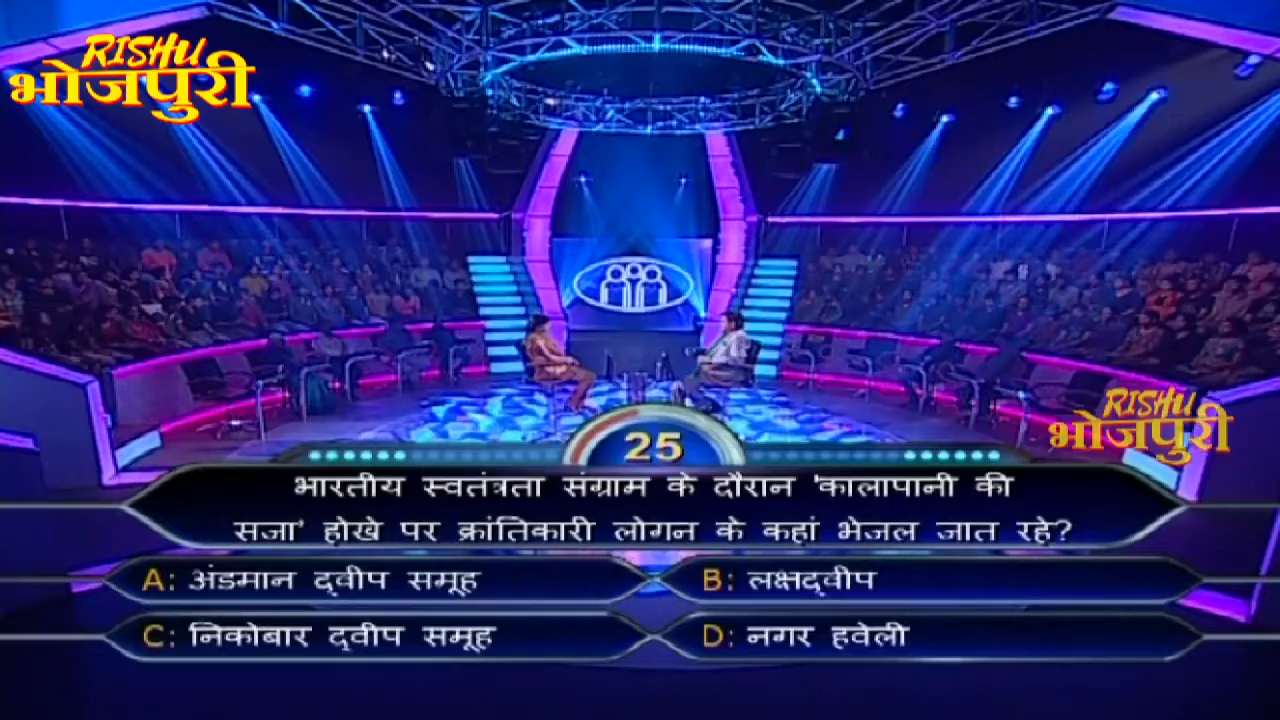 RISHU
भोजपुरी
RISHU
भोजपुरी
25
भारतीय स्वतंत्रता संग्राम के दौरान 'कालापानी की
सजा' होखे पर क्रांतिकारी लोगन के कहां भेजल जात रहे?
A: अंडमान द्वीप समूह
B: लक्षद्वीप
C: निकोबार द्वीप समूह
D: नगर हवेली